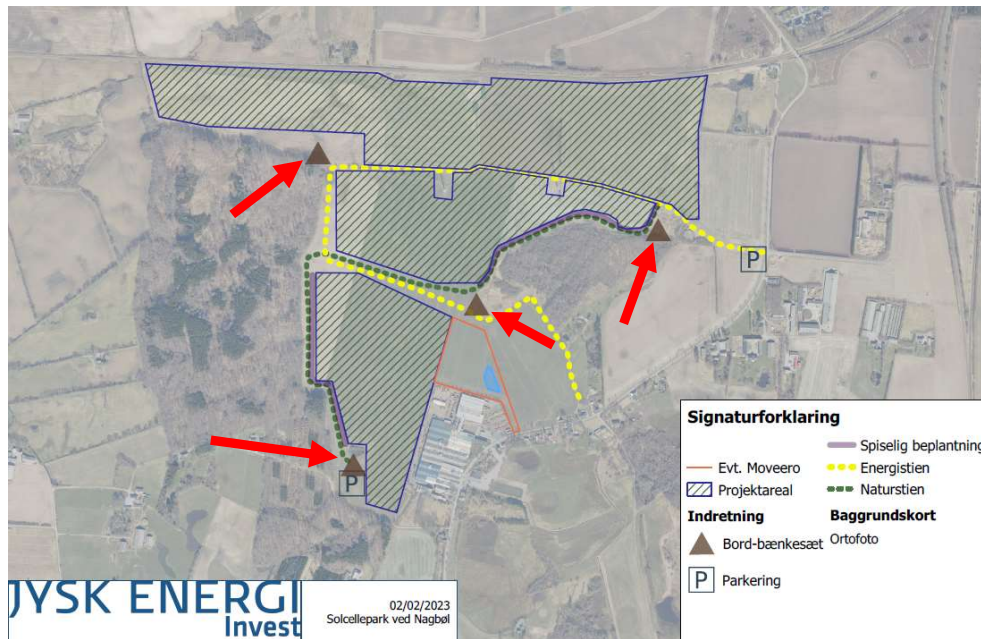 P
P
Signaturforklaring
Spiselig beplantning
Evt. Moveero
Energistien
Projektareal
Naturstien
Indretning
Baggrundskort
Bord-bænkesæt
Ortofoto
P
Parkering
JYSK ENERGI
Invest
02/02/2023
Solcellepark ved Nagbøl